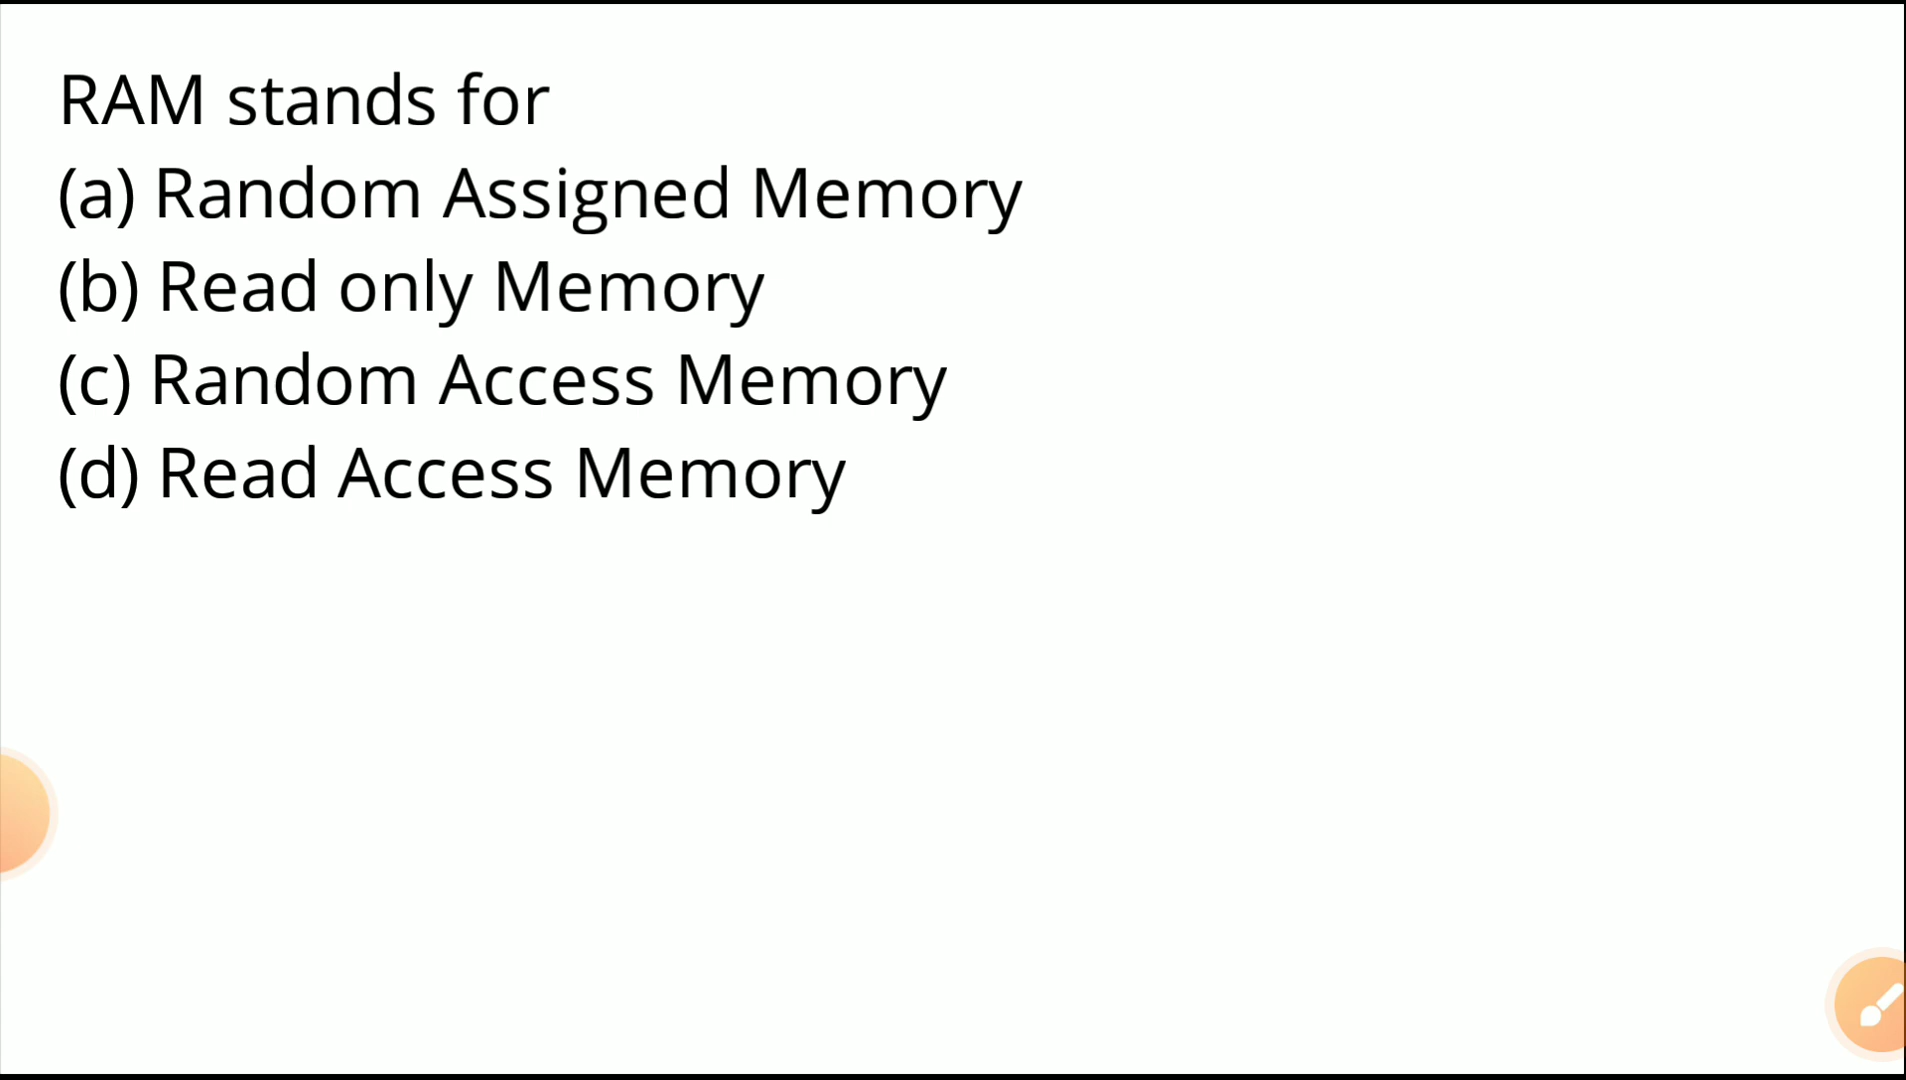 RAM stands for
(a) Random Assigned Memory
(b) Read only Memory
(c) Random Access Memory
(d) Read Access Memory